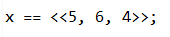 x == <<5, 6, 4>>;